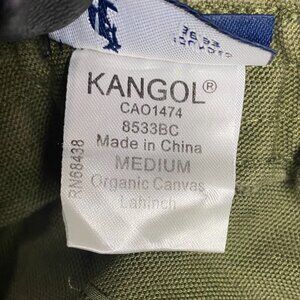 KANGOL®
CAO1474
8533BC
Made in China
MEDIUM
Organic Canvas
Lahinch
RN68438